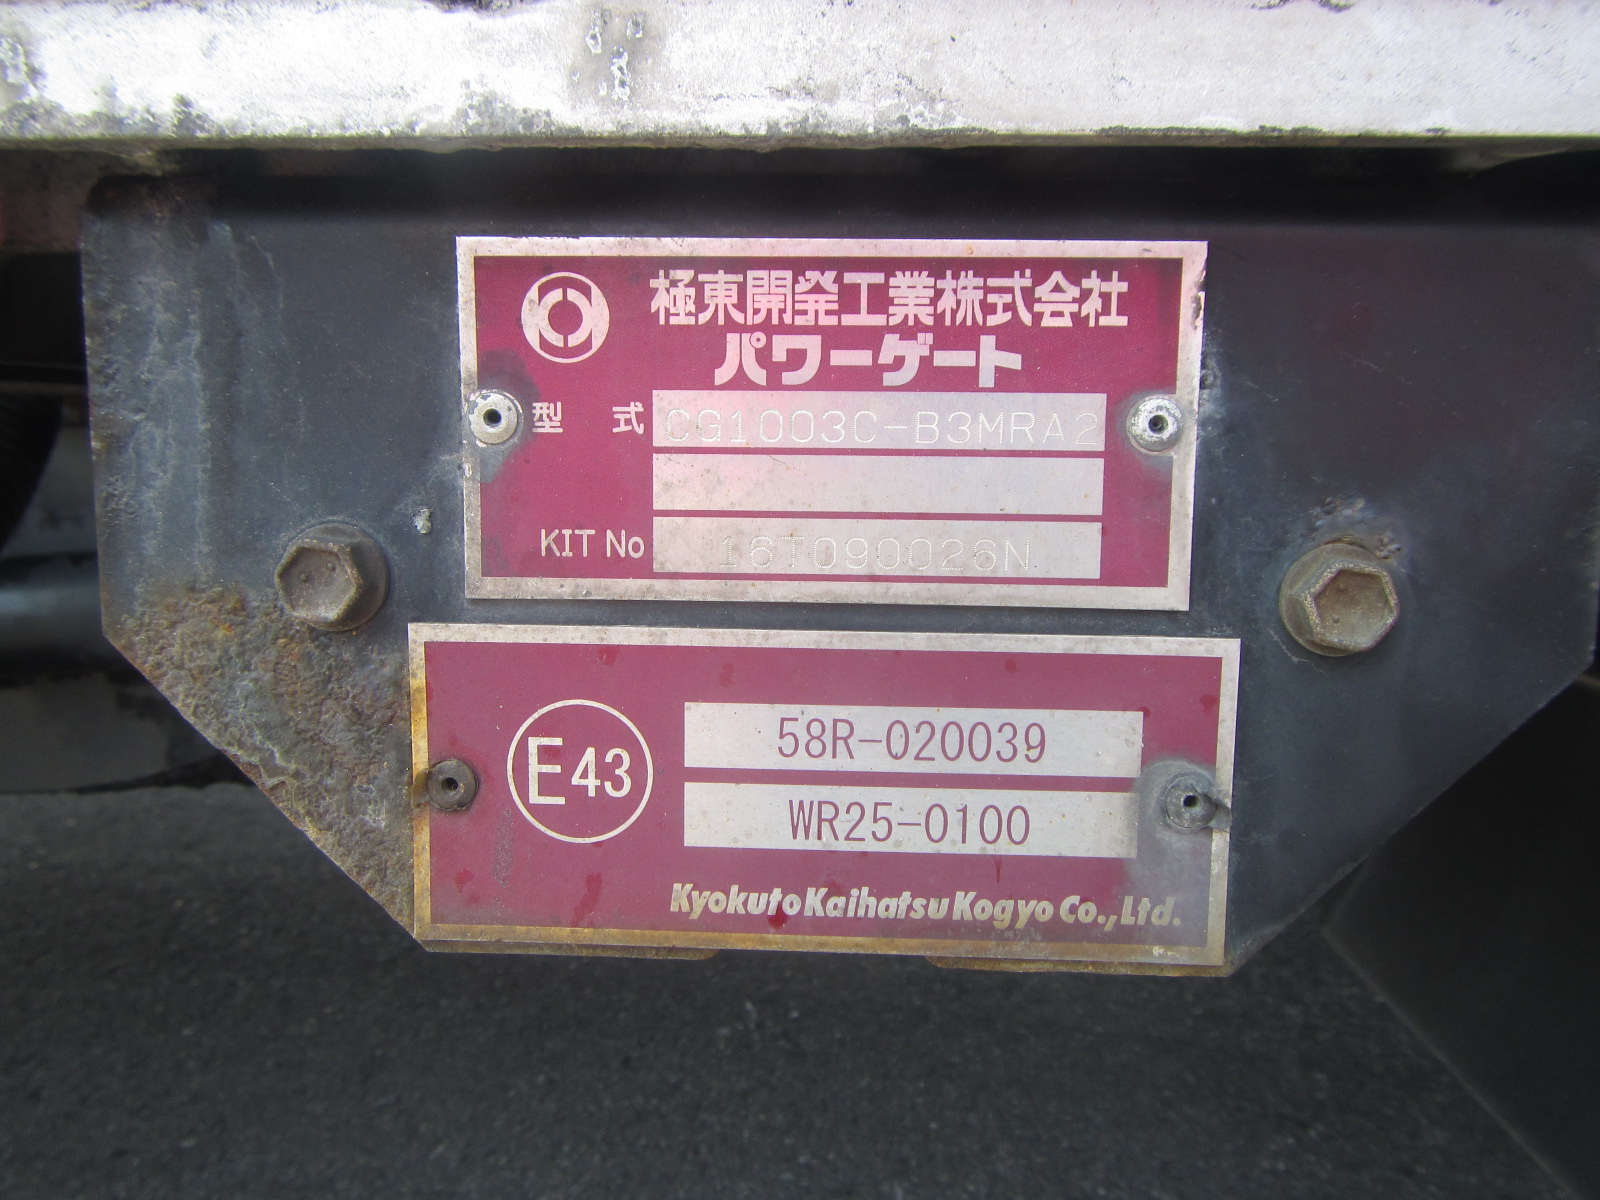 極東開発工業株式会社
パワーゲート
型 式 CG1003C-B3MRA2
KIT No 16T090026N
E43
58R-020039
WR25-0100
Kyokuto Kaihatsu Kogyo Co.,Ltd.